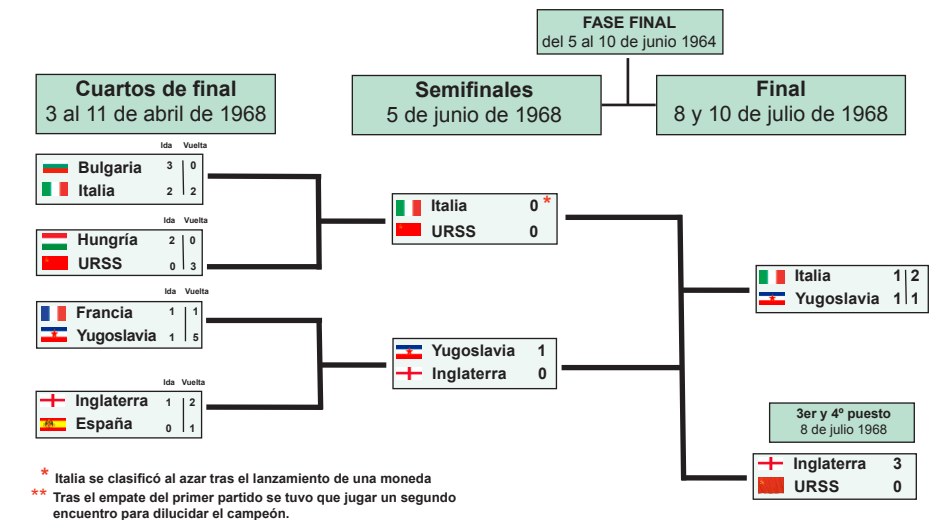 FASE FINAL
del 5 al 10 de junio 1964
Cuartos de final
3 al 11 de abril de 1968
Semifinales
5 de junio de 1968
Final
8 y 10 de julio de 1968
Ida Vuelta
Bulgaria 3 | 0
Italia 2 | 2
Ida Vuelta
Hungría 2 | 0
URSS 0 | 3
Ida Vuelta
Francia 1 | 1
Yugoslavia 1 | 5
Ida Vuelta
Inglaterra 1 | 2
España 0 | 1
Italia 0 *
URSS 0
Yugoslavia 1
Inglaterra 0
Italia 1 | 2
Yugoslavia 1 | 1
3er y 4º puesto
8 de julio 1968
Inglaterra 3
URSS 0
* Italia se clasificó al azar tras el lanzamiento de una moneda
** Tras el empate del primer partido se tuvo que jugar un segundo
encuentro para dilucidar el campeón.